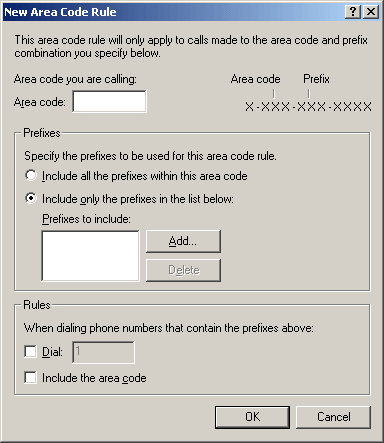 New Area Code Rule
This area code rule will only apply to calls made to the area code and prefix
combination you specify below.
Area code you are calling:
Area code:
Area code Prefix
X-XXX-XXX-XXXX
Prefixes
Specify the prefixes to be used for this area code rule.
Include all the prefixes within this area code
Include only the prefixes in the list below:
Prefixes to include:
Add...
Delete
Rules
When dialing phone numbers that contain the prefixes above:
Dial: 1
Include the area code
OK Cancel